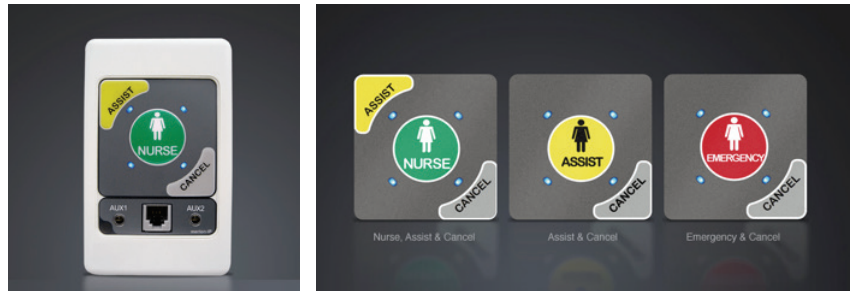 ASSIST
NURSE
CANCEL
AUX1
AUX2
ASSIST
NURSE
CANCEL
ASSIST
CANCEL
EMERGENCY
CANCEL
Nurse, Assist & Cancel
Assist & Cancel
Emergency & Cancel